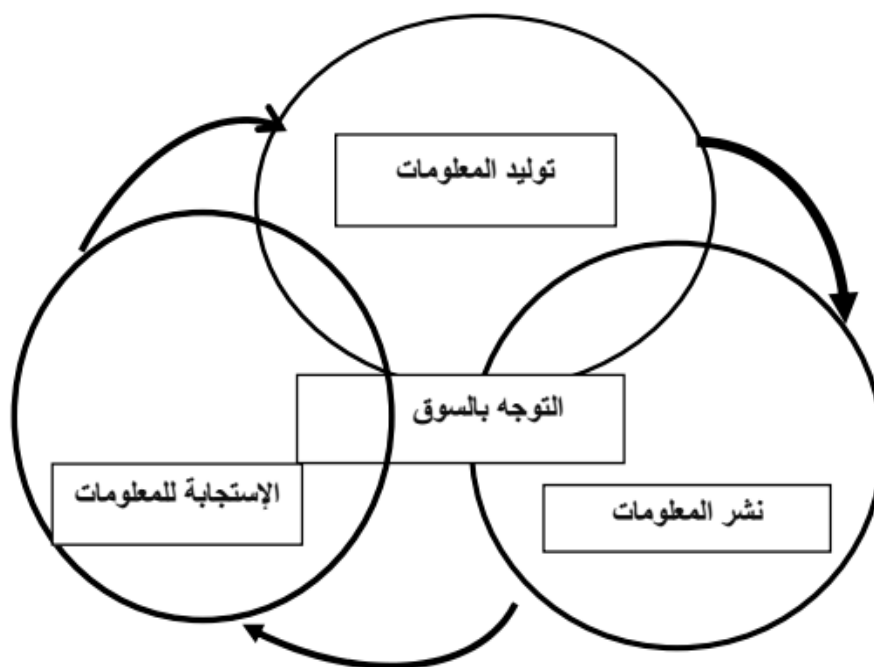 توليد المعلومات
التوجه بالسوق
الإستجابة للمعلومات
نشر المعلومات